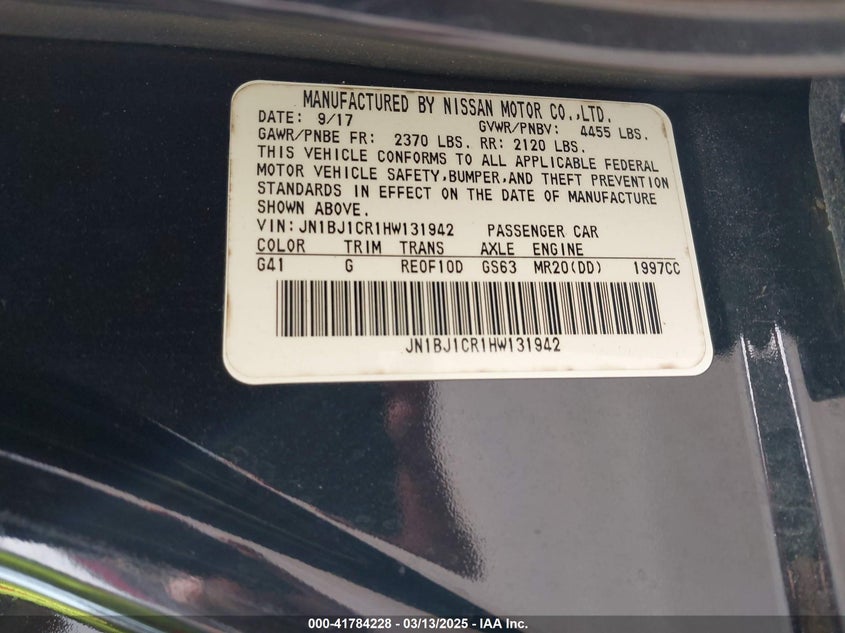 MANUFACTURED BY NISSAN MOTOR CO.,LTD.
DATE: 9/17 GVWR/PNBV: 4455 LBS.
GAWR/PNBE FR: 2370 LBS. RR: 2120 LBS.
THIS VEHICLE CONFORMS TO ALL APPLICABLE FEDERAL
MOTOR VEHICLE SAFETY,BUMPER,AND THEFT PREVENTION
STANDARDS IN EFFECT ON THE DATE OF MANUFACTURE
SHOWN ABOVE.
VIN:JN1BJ1CR1HW131942 PASSENGER CAR
COLOR TRIM TRANS AXLE ENGINE
G41 G RE0F10D GS63 MR20(DD) 1997CC
JN1BJ1CR1HW131942
000-41784228 - 03/13/2025 - IAA Inc.